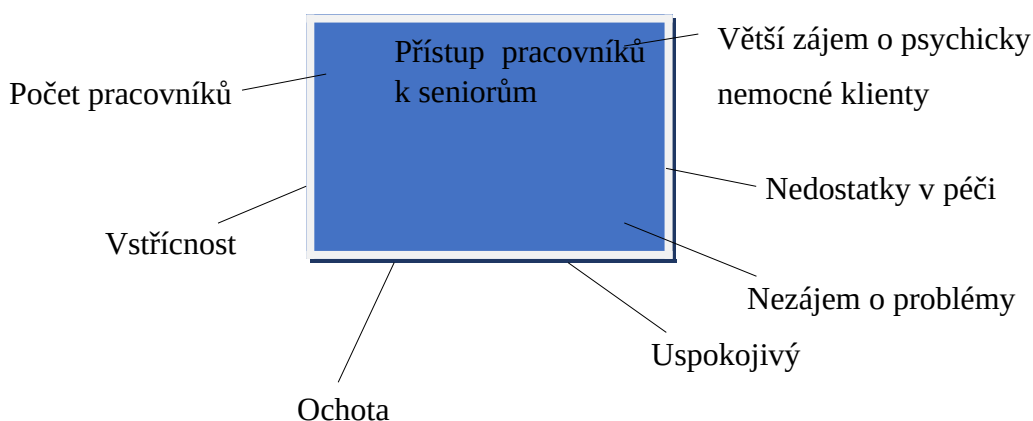 Přístup pracovníků
k seniorům
Větší zájem o psychicky
nemocné klienty
Počet pracovníků
Nedostatky v péči
Vstřícnost
Nezájem o problémy
Uspokojivý
Ochota